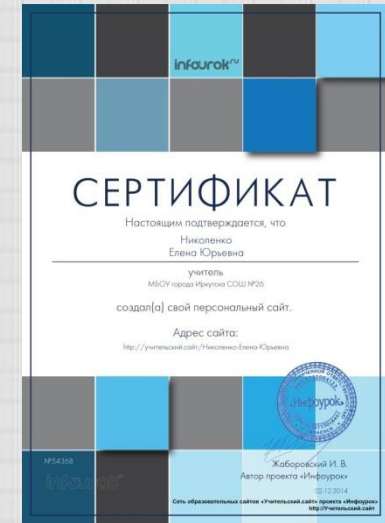 infourok.ru
СЕРТИФИКАТ
Настоящим подтверждается, что
Николенко
Елена Юрьевна
учитель
МБОУ города Иркутска СОШ №26
создал(а) свой персональный сайт.
Адрес сайта:
http://учительский.сайт/Николенко-Елена-Юрьевна
«Инфоурок»
№54368
infourok
Жаборовский И. В.
Автор проекта «Инфоурок»
02.12.2014
Сеть образовательных сайтов «Учительский.сайт» проекта «Инфоурок»
http://Учительский.сайт